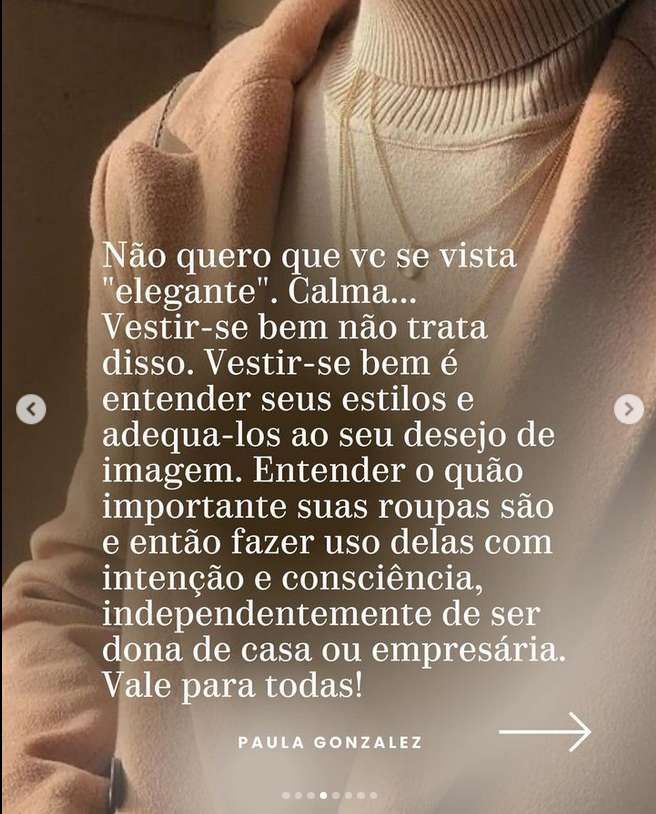 Não quero que vc se vista
"elegante". Calma...
Vestir-se bem não trata
disso. Vestir-se bem é
entender seus estilos e
adequa-los ao seu desejo de
imagem. Entender o quão
importante suas roupas são
e então fazer uso delas com
intenção e consciência,
independentemente de ser
dona de casa ou empresária.
Vale para todas!
PAULA GONZALEZ